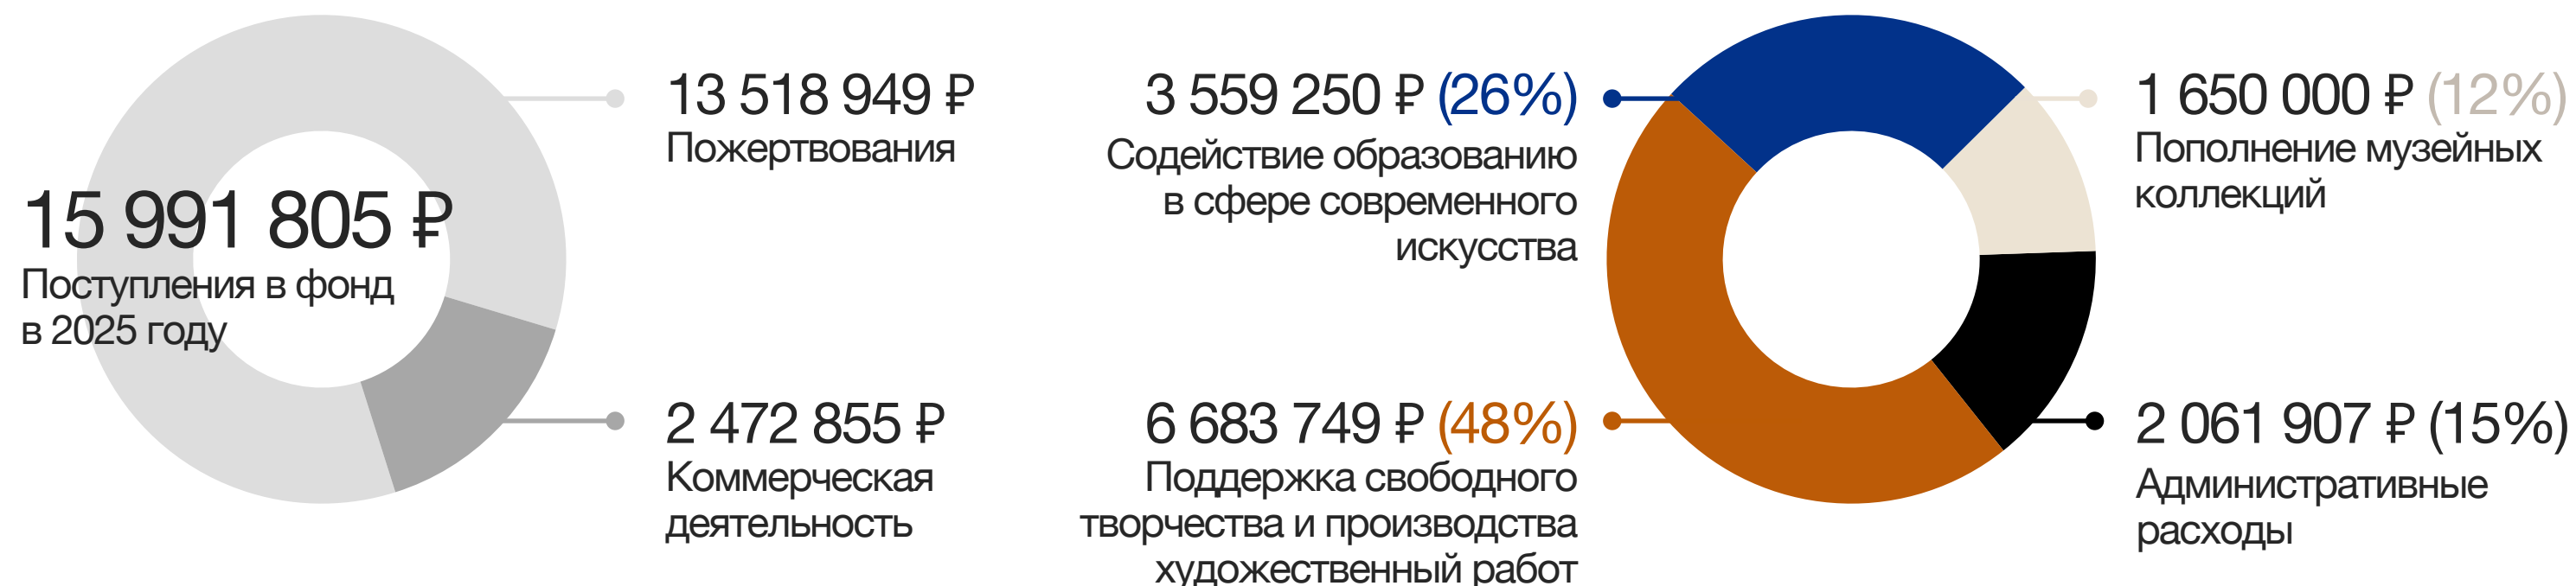 15 991 805 ₽
Поступления в фонд
в 2025 году
13 518 949 ₽
Пожертвования
2 472 855 ₽
Коммерческая
деятельность
3 559 250 ₽ (26%)
Содействие образованию
в сфере современного
искусства
6 683 749 ₽ (48%)
Поддержка свободного
творчества и производства
художественный работ
1 650 000 ₽ (12%)
Пополнение музейных
коллекций
2 061 907 ₽ (15%)
Административные
расходы